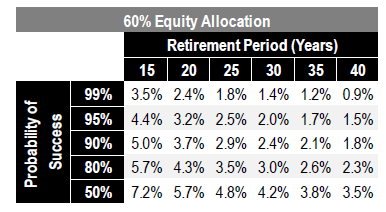 60% Equity Allocation
Retirement Period (Years)
15 20 25 30 35 40
Probability of
Success
99% 3.5% 2.4% 1.8% 1.4% 1.2% 0.9%
95% 4.4% 3.2% 2.5% 2.0% 1.7% 1.5%
90% 5.0% 3.7% 2.9% 2.4% 2.1% 1.8%
80% 5.7% 4.3% 3.5% 3.0% 2.6% 2.3%
50% 7.2% 5.7% 4.8% 4.2% 3.8% 3.5%